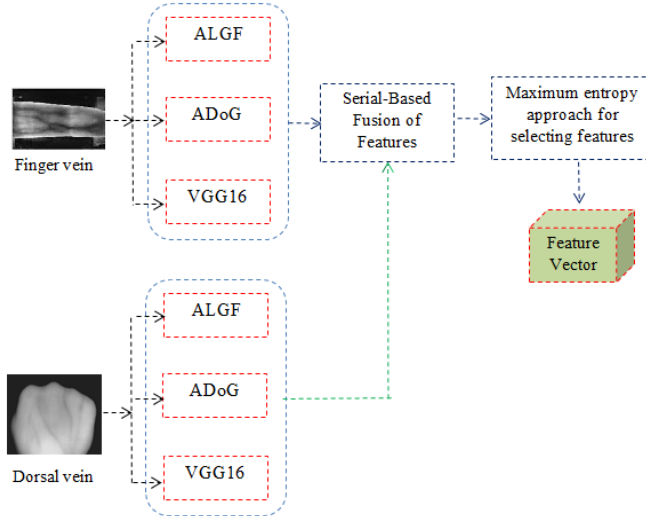 ALGF
ADoG
VGG16
Finger vein
Serial-Based
Fusion of
Features
Maximum entropy
approach for
selecting features
Feature
Vector
ALGF
ADoG
VGG16
Dorsal vein